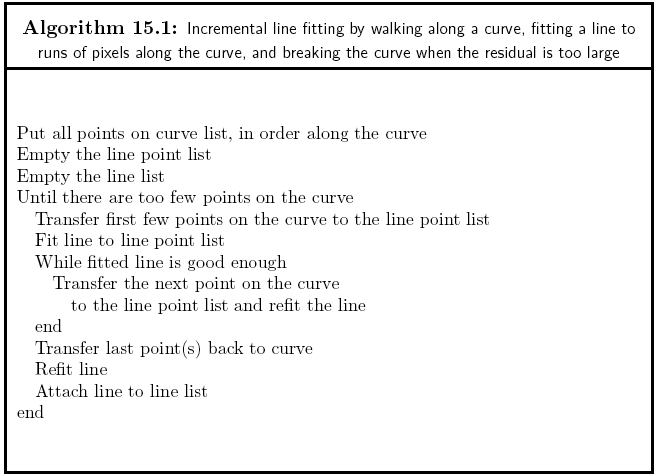 Algorithm 15.1: Incremental line fitting by walking along a curve, fitting a line to
runs of pixels along the curve, and breaking the curve when the residual is too large
Put all points on curve list, in order along the curve
Empty the line point list
Empty the line list
Until there are too few points on the curve
Transfer first few points on the curve to the line point list
Fit line to line point list
While fitted line is good enough
Transfer the next point on the curve
to the line point list and refit the line
end
Transfer last point(s) back to curve
Refit line
Attach line to line list
end